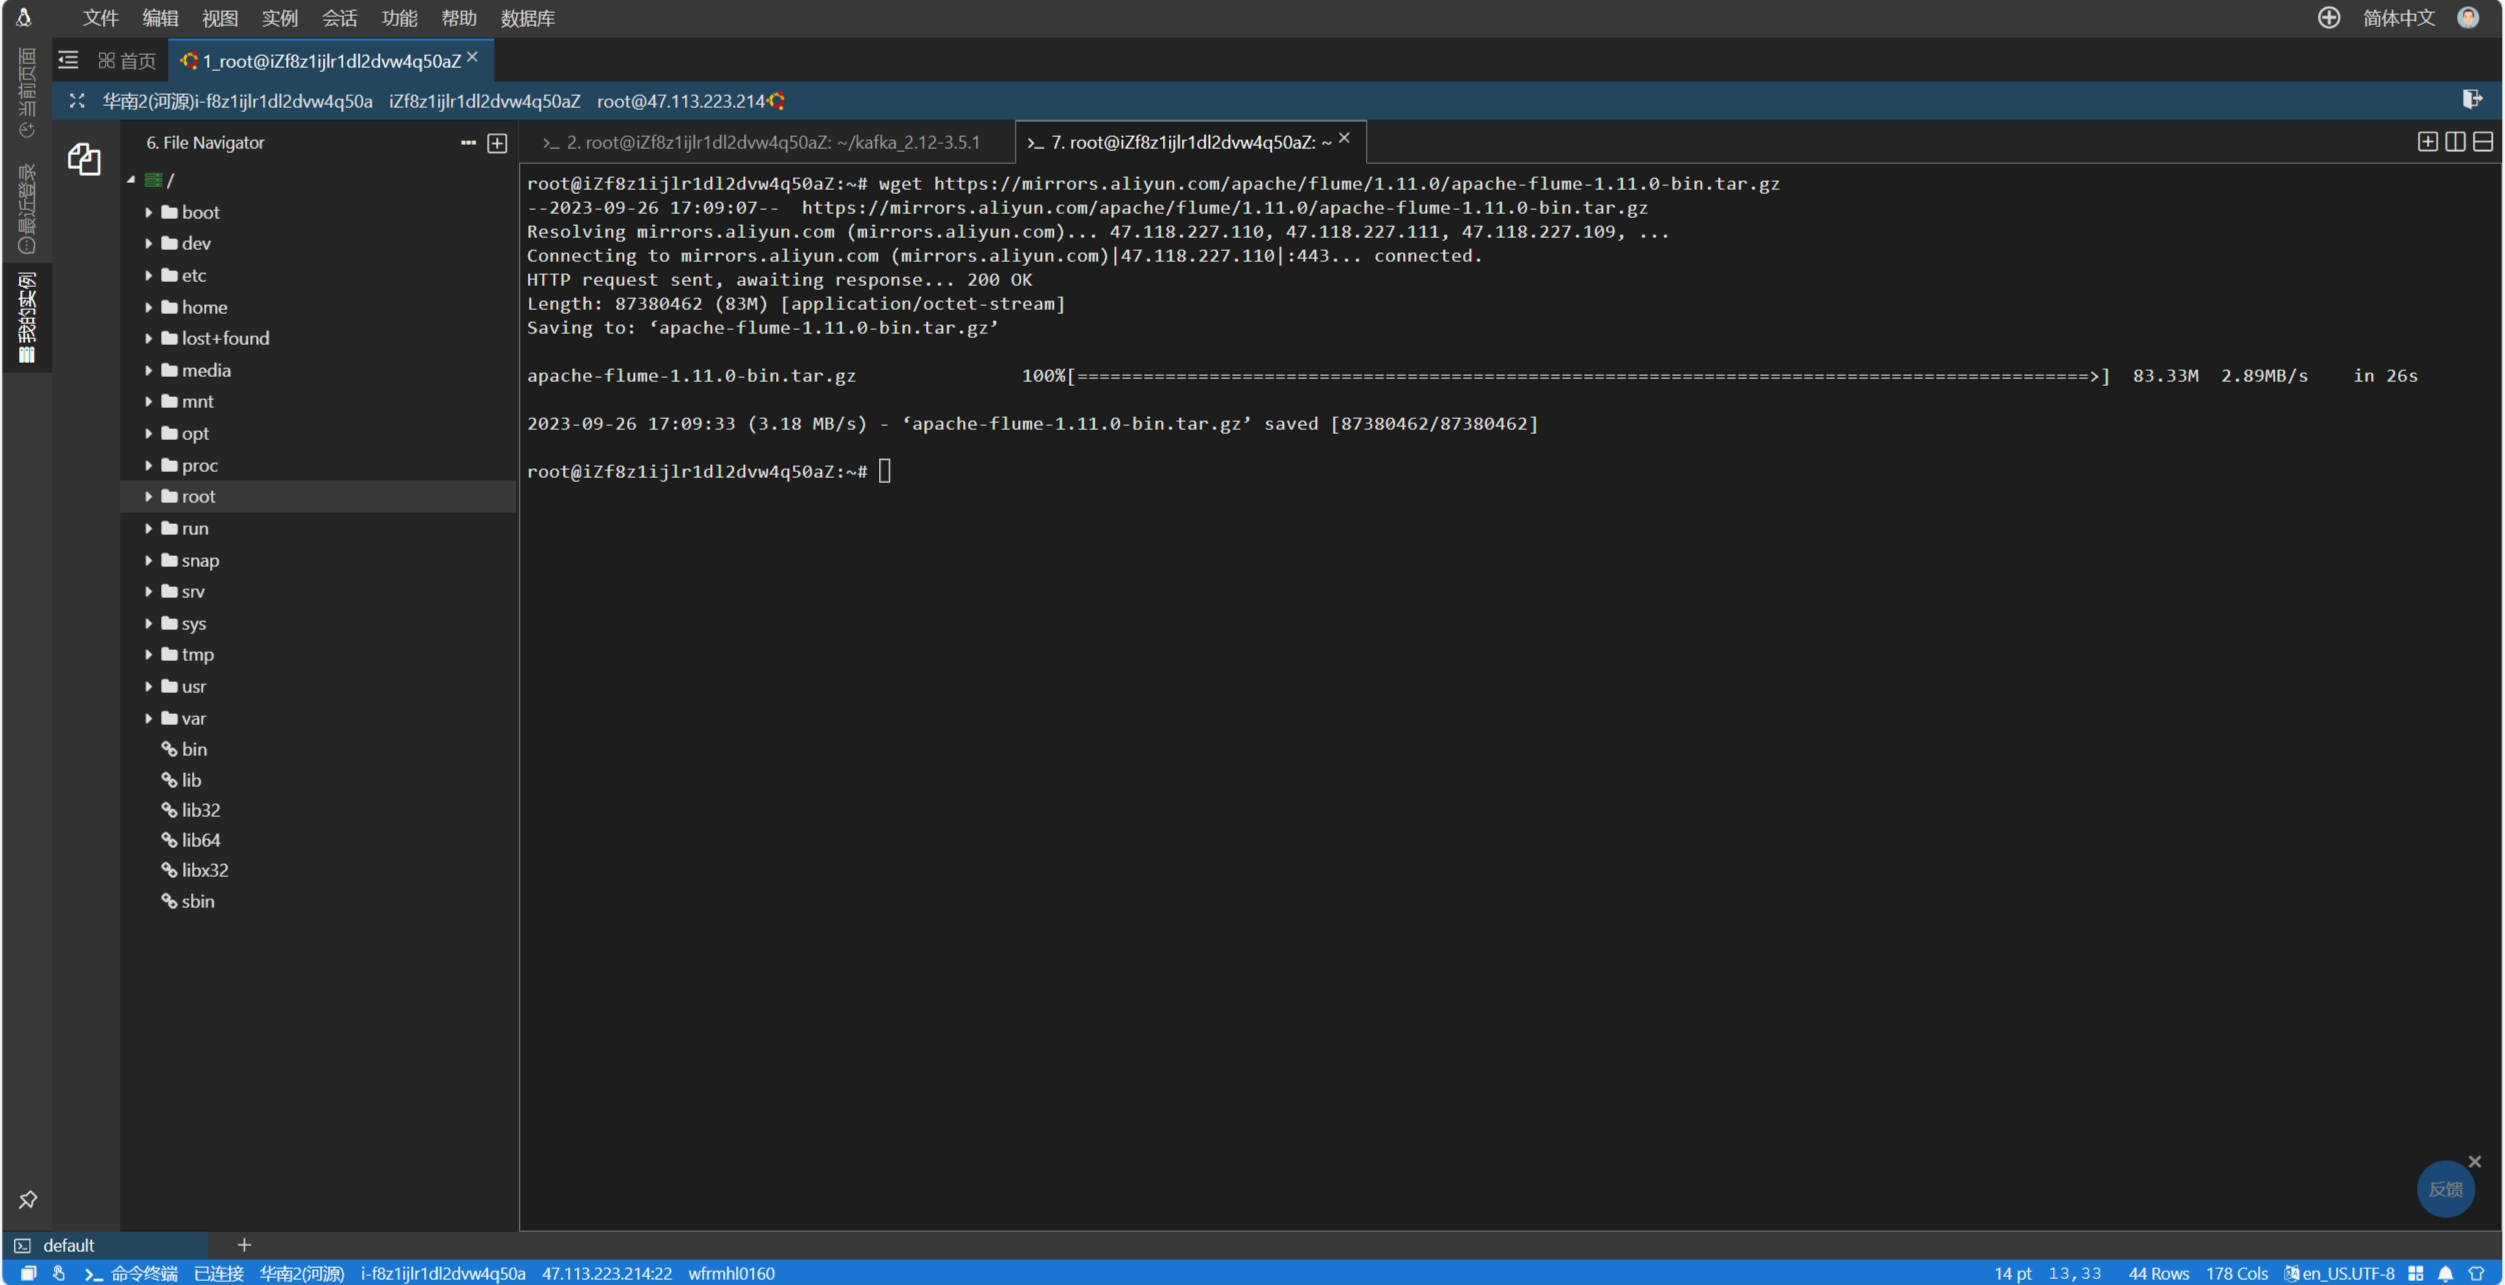 文件 编辑 视图 实例 会话 功能 帮助 数据库 简体中文
首页 1_root@iZf8z1ijlr1dl2dvw4q50aZ
华南2(河源)i-f8z1ijlr1dl2dvw4q50a iZf8z1ijlr1dl2dvw4q50aZ root@47.113.223.214
当前页面
最近登录
我的实例
6. File Navigator
/
boot
dev
etc
home
lost+found
media
mnt
opt
proc
root
run
snap
srv
sys
tmp
usr
var
bin
lib
lib32
lib64
libx32
sbin
>_ 2. root@iZf8z1ijlr1dl2dvw4q50aZ: ~/kafka_2.12-3.5.1 >_ 7. root@iZf8z1ijlr1dl2dvw4q50aZ: ~
root@iZf8z1ijlr1dl2dvw4q50aZ:~# wget https://mirrors.aliyun.com/apache/flume/1.11.0/apache-flume-1.11.0-bin.tar.gz
--2023-09-26 17:09:07-- https://mirrors.aliyun.com/apache/flume/1.11.0/apache-flume-1.11.0-bin.tar.gz
Resolving mirrors.aliyun.com (mirrors.aliyun.com)... 47.118.227.110, 47.118.227.111, 47.118.227.109, ...
Connecting to mirrors.aliyun.com (mirrors.aliyun.com)|47.118.227.110|:443... connected.
HTTP request sent, awaiting response... 200 OK
Length: 87380462 (83M) [application/octet-stream]
Saving to: ‘apache-flume-1.11.0-bin.tar.gz’
apache-flume-1.11.0-bin.tar.gz 100%[============================================================================================>] 83.33M 2.89MB/s in 26s
2023-09-26 17:09:33 (3.18 MB/s) - ‘apache-flume-1.11.0-bin.tar.gz’ saved [87380462/87380462]
root@iZf8z1ijlr1dl2dvw4q50aZ:~#
反馈
default
>_ 命令终端 已连接 华南2(河源) i-f8z1ijlr1dl2dvw4q50a 47.113.223.214:22 wfrmhl0160 14 pt 13,33 44 Rows 178 Cols en_US.UTF-8